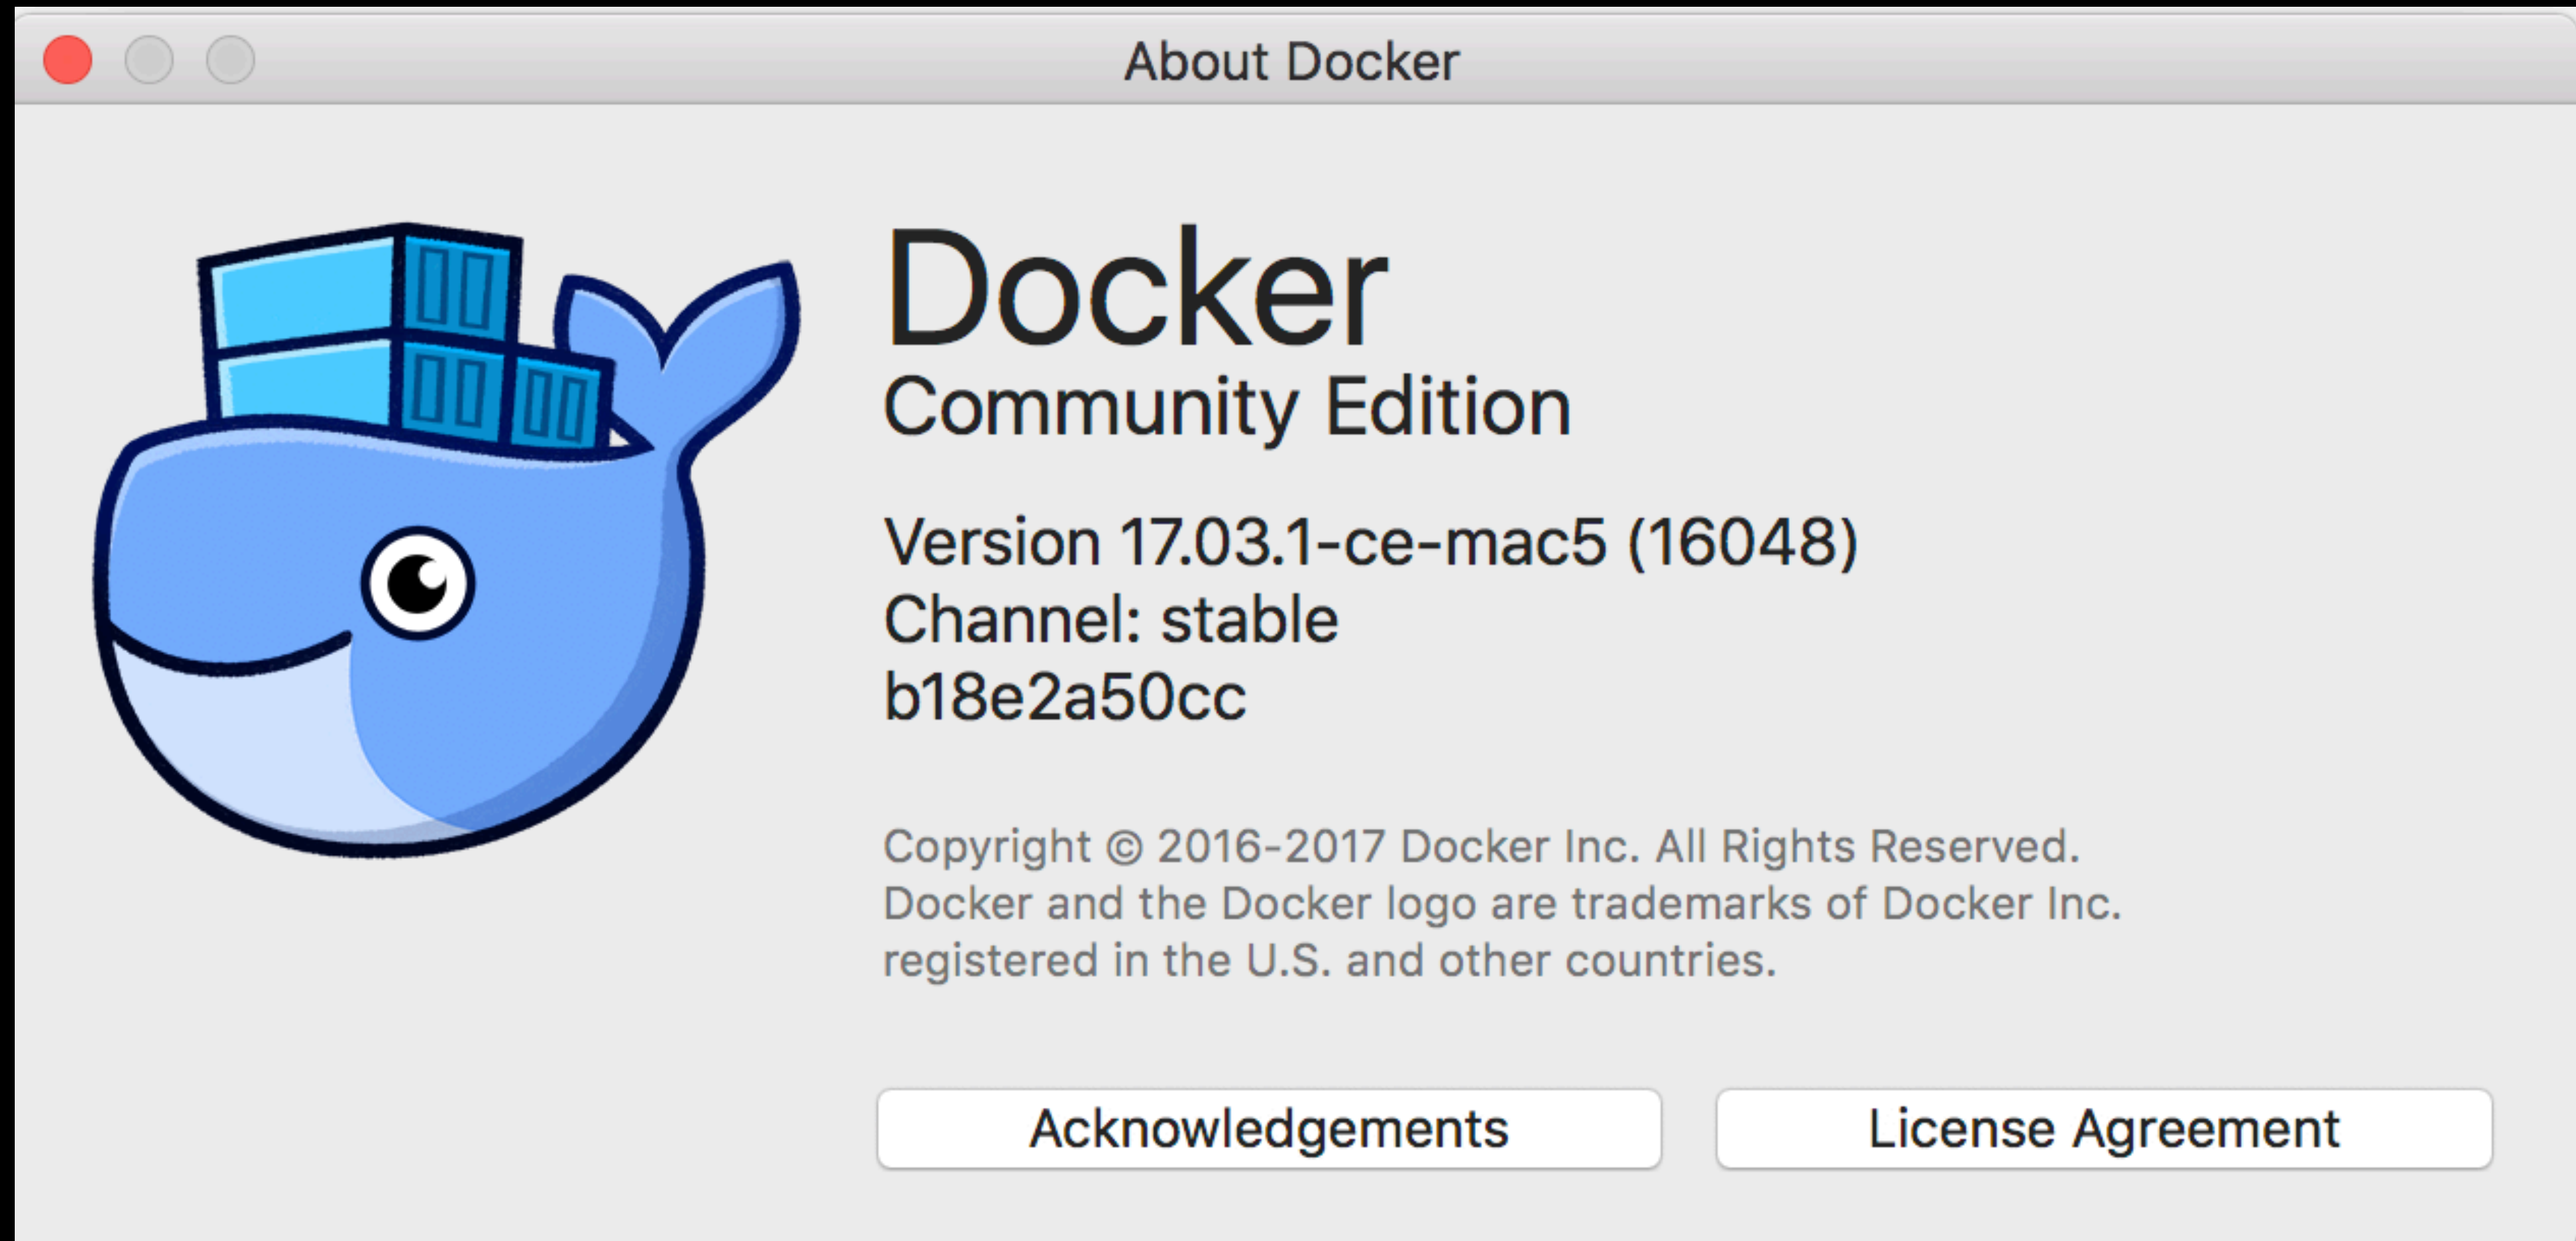 About Docker
Docker
Community Edition
Version 17.03.1-ce-mac5 (16048)
Channel: stable
b18e2a50cc
Copyright © 2016-2017 Docker Inc. All Rights Reserved.
Docker and the Docker logo are trademarks of Docker Inc.
registered in the U.S. and other countries.
Acknowledgements
License Agreement